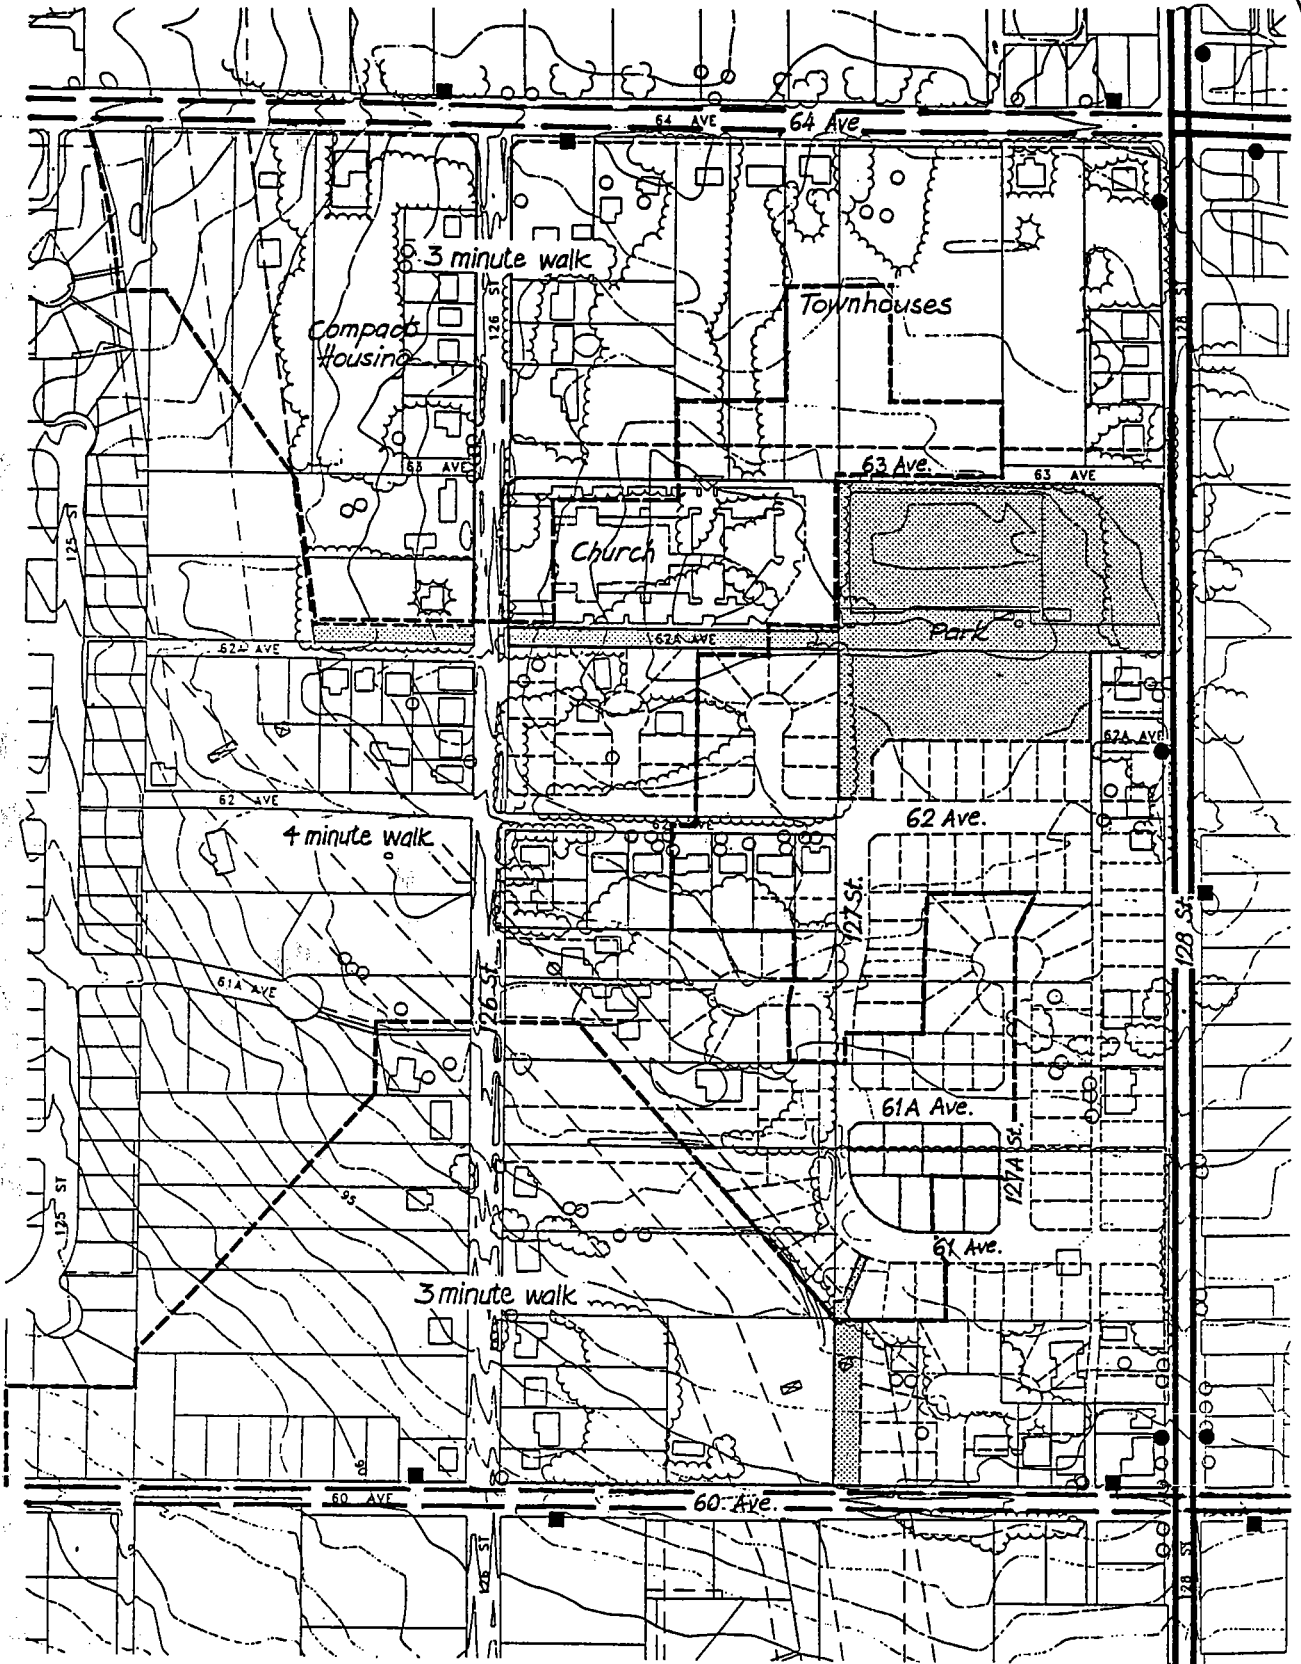 64 AVE
64 Ave
3 minute walk
126 ST
128 ST
Townhouses
Compact
Housing
63 AVE
63 Ave.
63 AVE
125 ST
Church
Park
62A AVE
62A AVE
62A AVE
62 AVE
62 Ave.
4 minute walk
127 St.
128 St.
61A AVE
126 St.
61A Ave.
127A St.
125 ST
95
61 Ave.
3 minute walk
90
60 AVE
60 Ave.
126 ST
128 ST